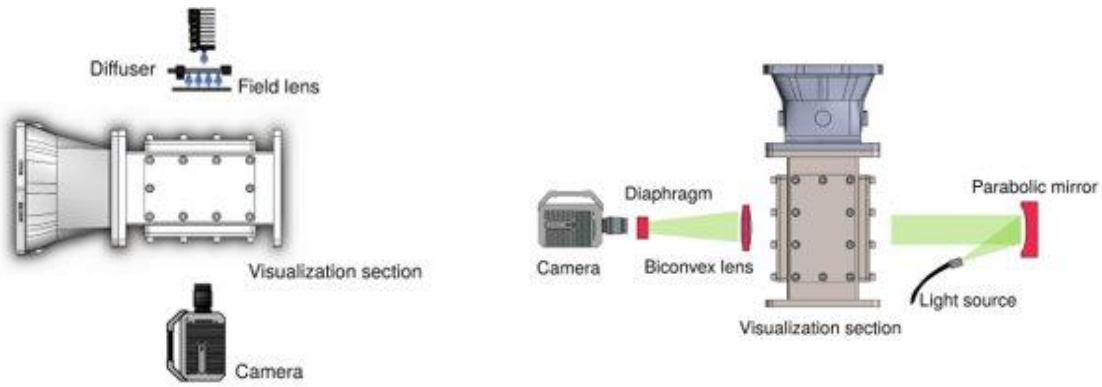 Diffuser
Field lens
Visualization section
Camera
Diaphragm
Parabolic mirror
Camera
Biconvex lens
Light source
Visualization section